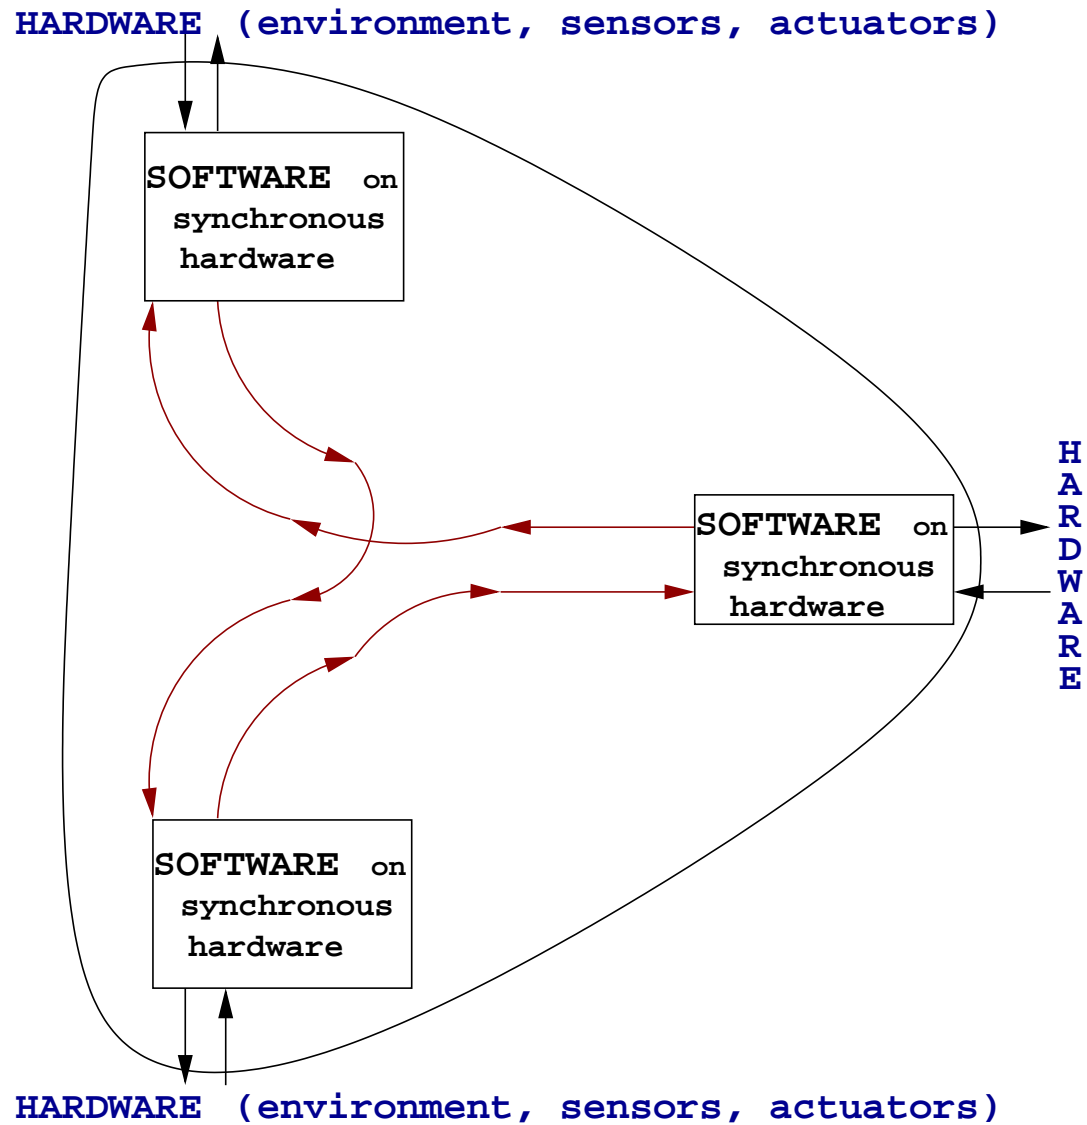 HARDWARE (environment, sensors, actuators)
SOFTWARE on
synchronous
hardware
HARDWARE
SOFTWARE on
synchronous
hardware
SOFTWARE on
synchronous
hardware
HARDWARE (environment, sensors, actuators)